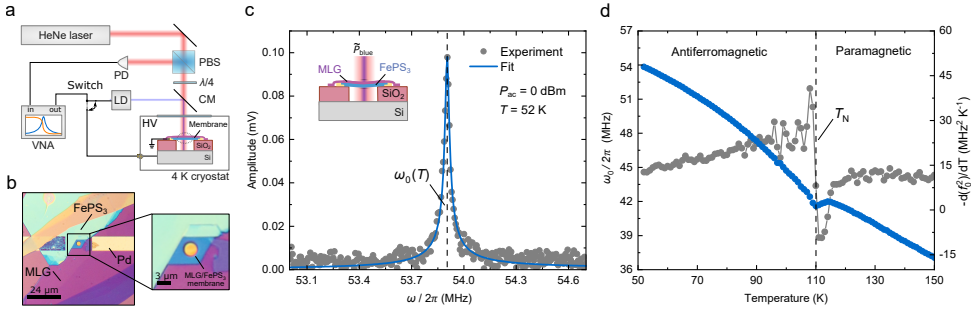 a
HeNe laser
PBS
PD
λ/4
Switch
LD
CM
in out
HV
Membrane
SiO₂
Si
VNA
4 K cryostat
b
FePS₃
Pd
MLG
24 μm
3 μm
MLG/FePS₃
membrane
c
Amplitude (mV)
0.10
0.08
0.06
0.04
0.02
0.00
P̃blue
MLG
FePS₃
SiO₂
Si
Experiment
Fit
Pac = 0 dBm
T = 52 K
ω₀(T)
53.1
53.4
53.7
54.0
54.3
54.6
ω / 2π (MHz)
d
Antiferromagnetic
Paramagnetic
TN
ω₀ / 2π (MHz)
57
54
51
48
45
42
39
36
-d(f₀²)/dT (MHz² K⁻¹)
60
45
30
15
0
-15
50
70
90
110
130
150
Temperature (K)